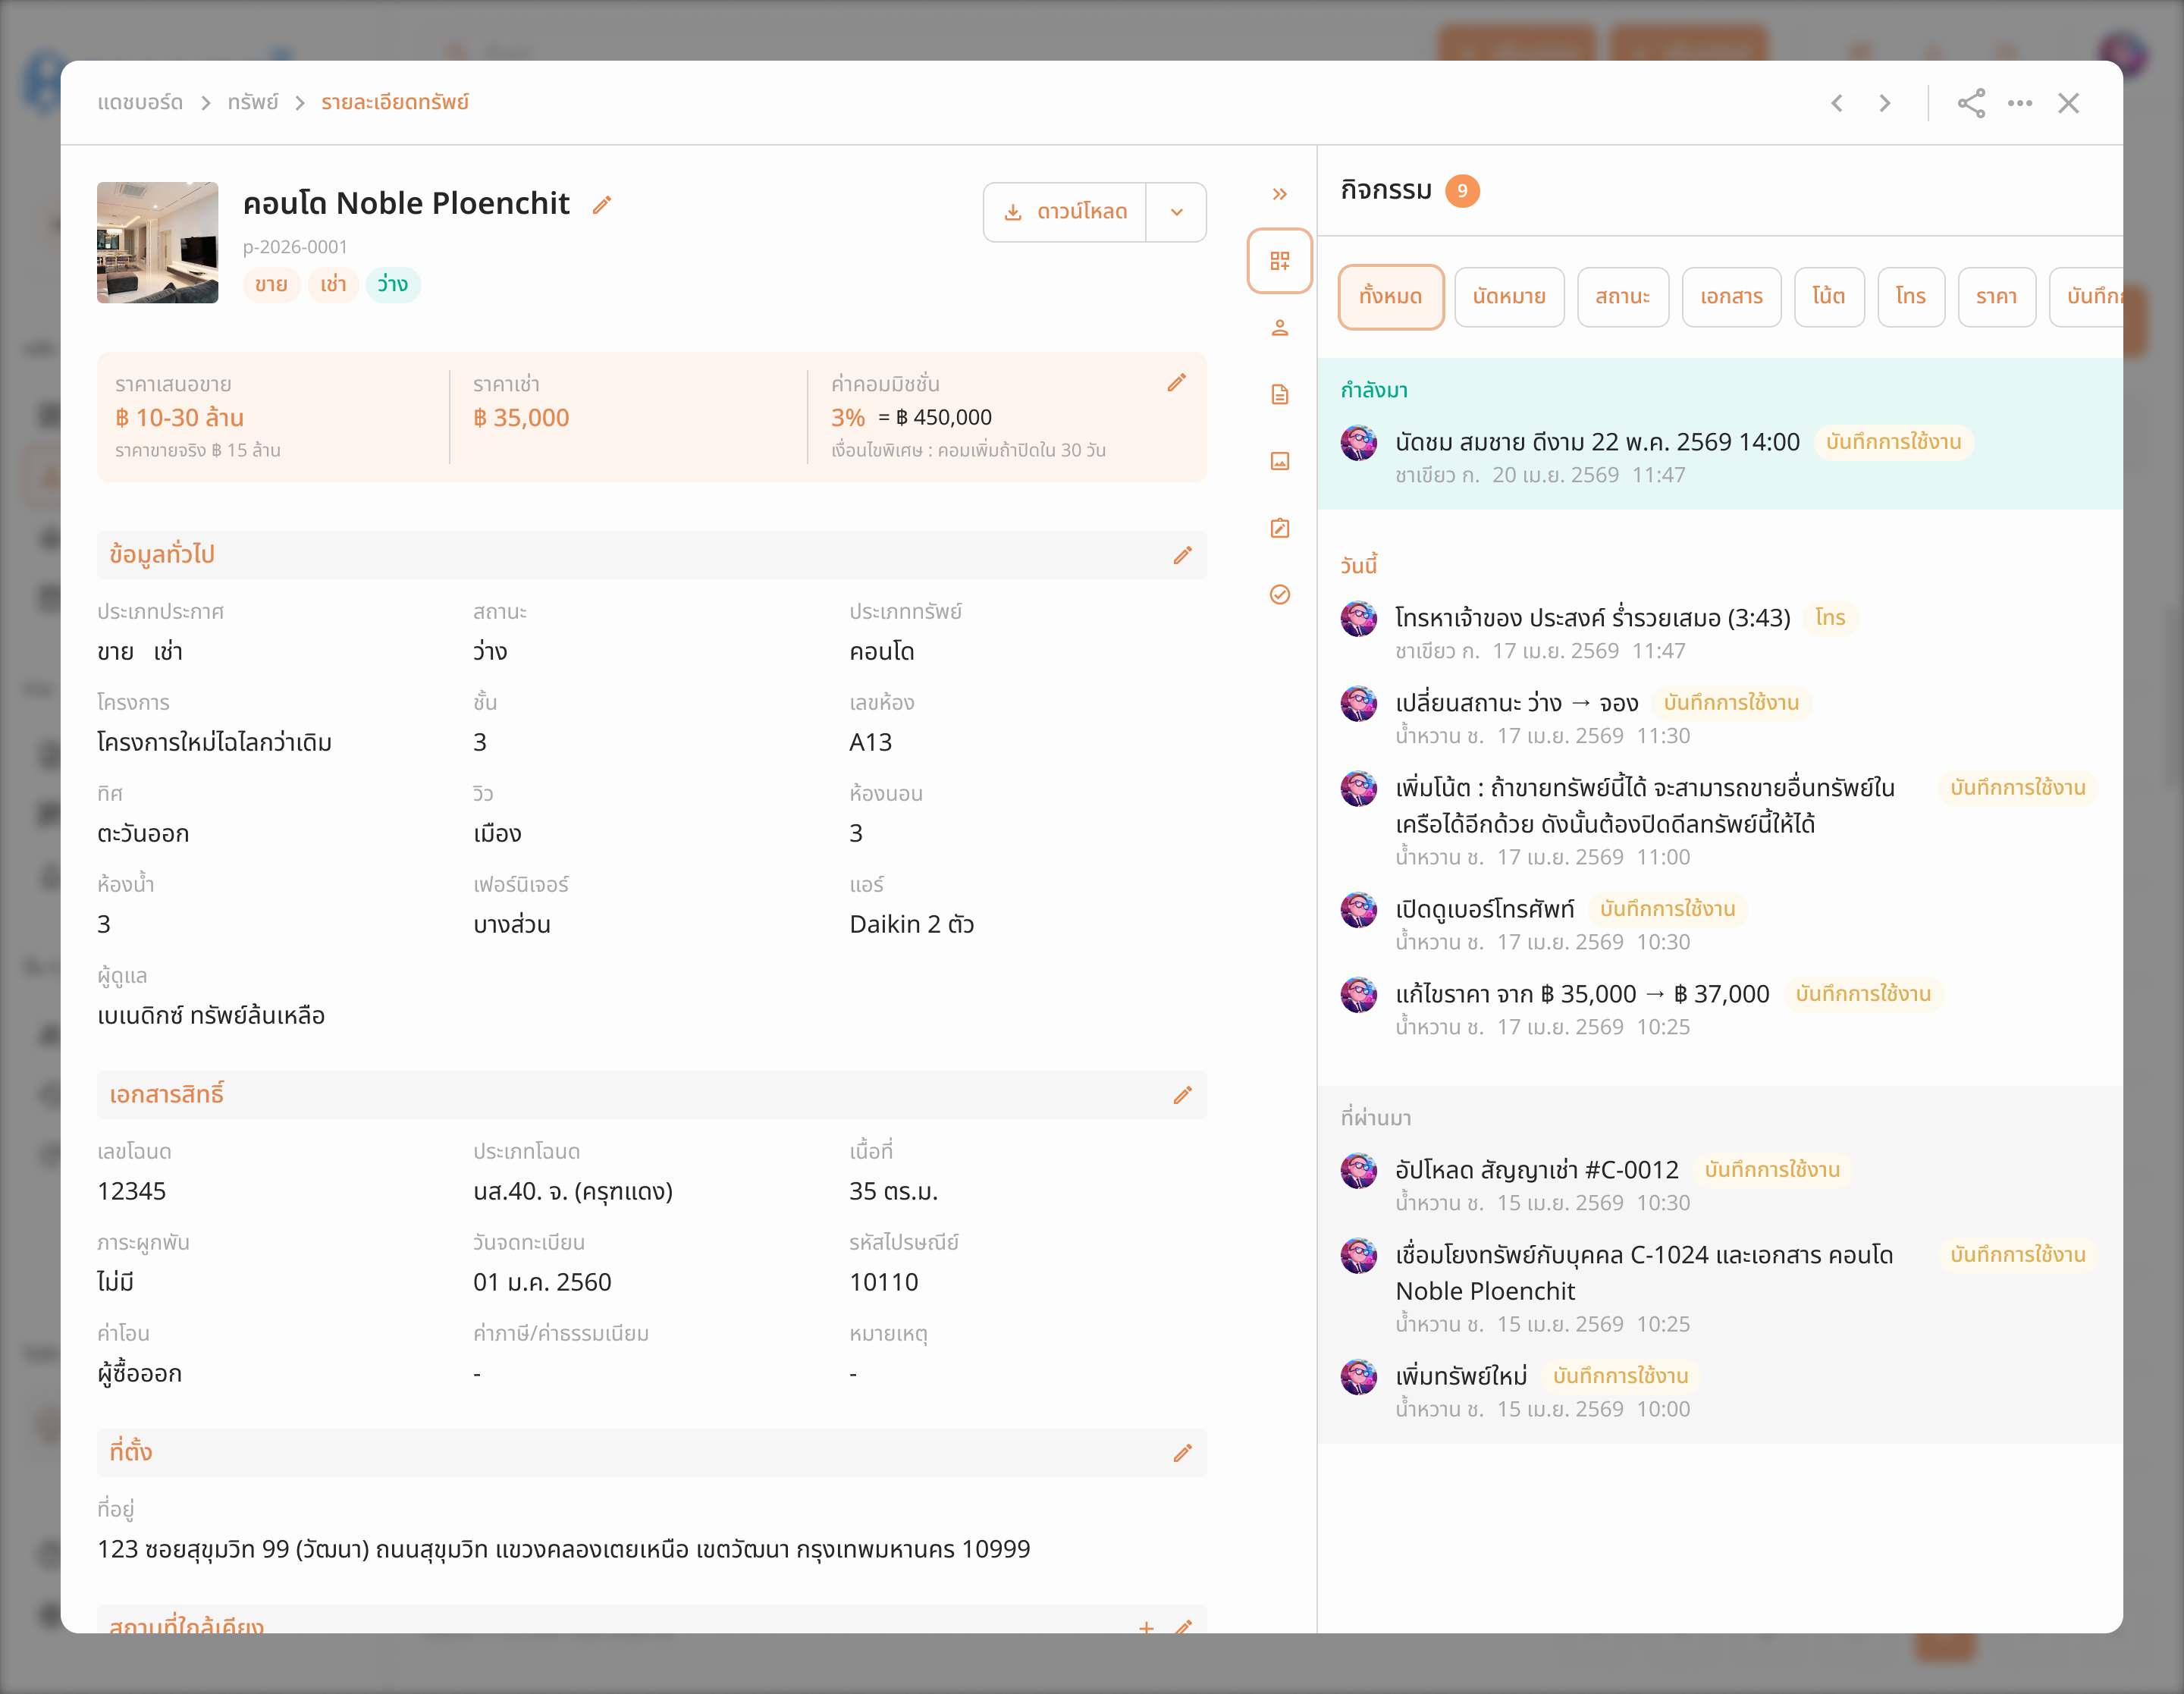 แดชบอร์ด > ทรัพย์ > รายละเอียดทรัพย์
คอนโด Noble Ploenchit
p-2026-0001
ขาย เช่า ว่าง
ดาวน์โหลด
ราคาเสนอขาย
฿ 10-30 ล้าน
ราคาขายจริง ฿ 15 ล้าน
ราคาเช่า
฿ 35,000
ค่าคอมมิชชั่น
3% = ฿ 450,000
เงื่อนไขพิเศษ : คอมเพิ่มถ้าปิดใน 30 วัน
ข้อมูลทั่วไป
ประเภทประกาศ สถานะ ประเภททรัพย์
ขาย เช่า ว่าง คอนโด
โครงการ ชั้น เลขห้อง
โครงการใหม่ไฉไลกว่าเดิม 3 A13
ทิศ วิว ห้องนอน
ตะวันออก เมือง 3
ห้องน้ำ เฟอร์นิเจอร์ แอร์
3 บางส่วน Daikin 2 ตัว
ผู้ดูแล
เบเนดิกซ์ ทรัพย์ล้นเหลือ
เอกสารสิทธิ์
เลขโฉนด ประเภทโฉนด เนื้อที่
12345 นส.40. จ. (ครุฑแดง) 35 ตร.ม.
ภาระผูกพัน วันจดทะเบียน รหัสไปรษณีย์
ไม่มี 01 ม.ค. 2560 10110
ค่าโอน ค่าภาษี/ค่าธรรมเนียม หมายเหตุ
ผู้ซื้อออก - -
ที่ตั้ง
ที่อยู่
123 ซอยสุขุมวิท 99 (วัฒนา) ถนนสุขุมวิท แขวงคลองเตยเหนือ เขตวัฒนา กรุงเทพมหานคร 10999
สถานที่ใกล้เคียง
กิจกรรม 9
ทั้งหมด นัดหมาย สถานะ เอกสาร โน้ต โทร ราคา
กำลังมา
นัดชม สมชาย ดีงาม 22 พ.ค. 2569 14:00 บันทึกการใช้งาน
ชาเขียว ก. 20 เม.ย. 2569 11:47
วันนี้
โทรหาเจ้าของ ประสงค์ ร่ำรวยเสมอ (3:43) โทร
ชาเขียว ก. 17 เม.ย. 2569 11:47
เปลี่ยนสถานะ ว่าง → จอง บันทึกการใช้งาน
น้ำหวาน ช. 17 เม.ย. 2569 11:30
เพิ่มโน้ต : ถ้าขายทรัพย์นี้ได้ จะสามารถขายอื่นทรัพย์ใน บันทึกการใช้งาน
เครือได้อีกด้วย ดังนั้นต้องปิดดีลทรัพย์นี้ให้ได้
น้ำหวาน ช. 17 เม.ย. 2569 11:00
เปิดดูเบอร์โทรศัพท์ บันทึกการใช้งาน
น้ำหวาน ช. 17 เม.ย. 2569 10:30
แก้ไขราคา จาก ฿ 35,000 → ฿ 37,000 บันทึกการใช้งาน
น้ำหวาน ช. 17 เม.ย. 2569 10:25
ที่ผ่านมา
อัปโหลด สัญญาเช่า #C-0012 บันทึกการใช้งาน
น้ำหวาน ช. 15 เม.ย. 2569 10:30
เชื่อมโยงทรัพย์กับบุคคล C-1024 และเอกสาร คอนโด บันทึกการใช้งาน
Noble Ploenchit
น้ำหวาน ช. 15 เม.ย. 2569 10:25
เพิ่มทรัพย์ใหม่ บันทึกการใช้งาน
น้ำหวาน ช. 15 เม.ย. 2569 10:00